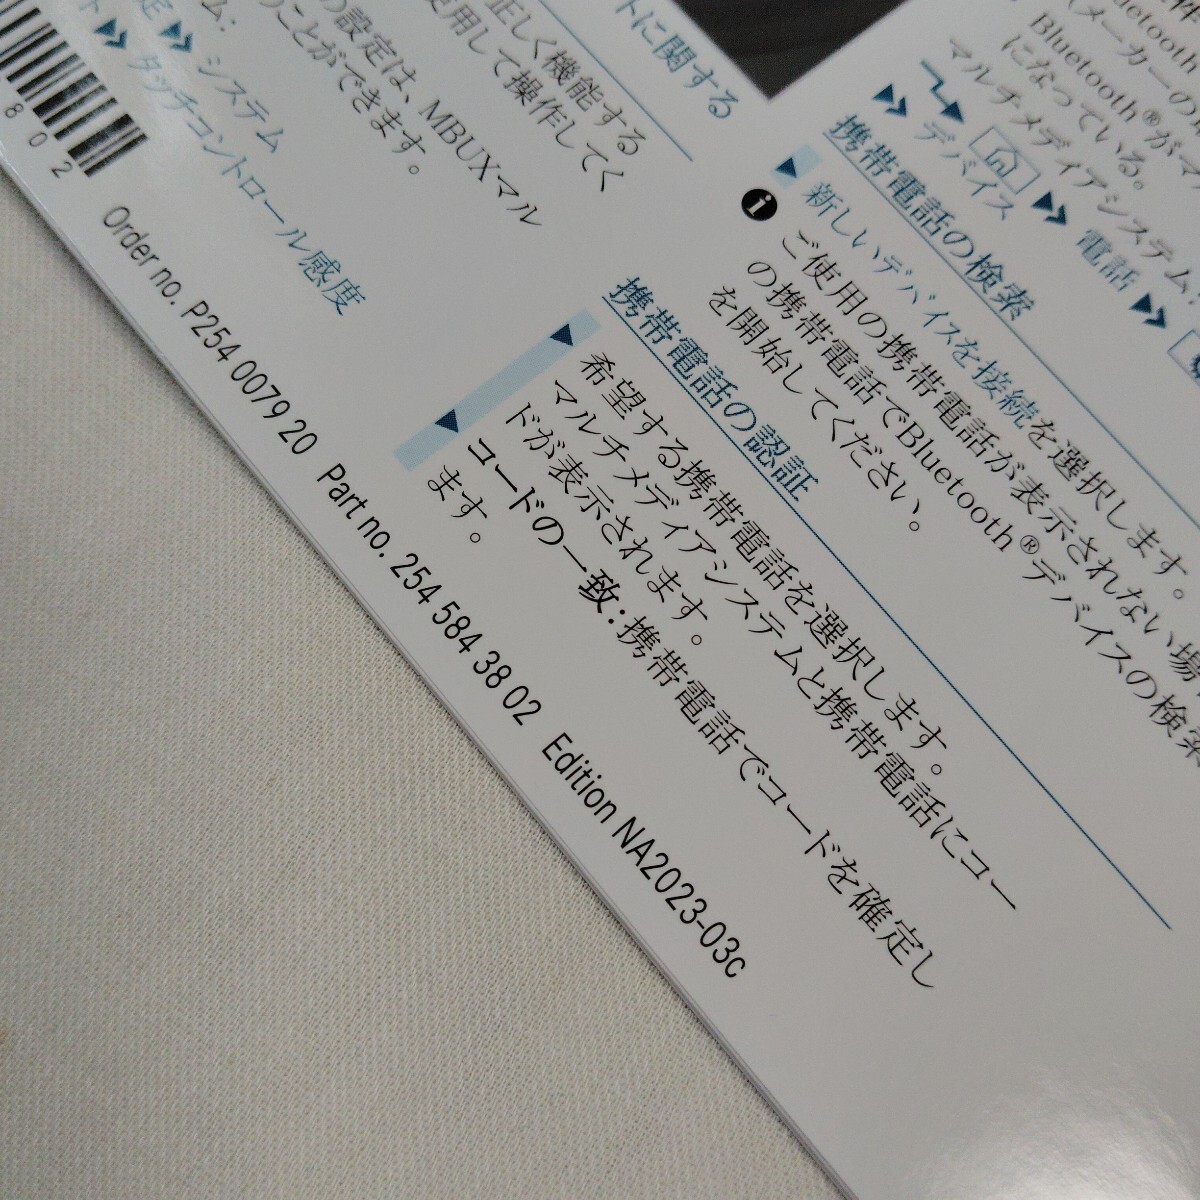 トに関する
正しく機能する
使用して操作してく
の設定は、MBUXマル
のことができます。
定 システム
ム:
ト タッチコントロール感度
802
件
Bluetooth
(メーカーの
Bluetooth®がマ
になっている。
マルチメディアシステム:
デバイス 電話
携帯電話の検索
新しいデバイスを接続を選択します。
ご使用の携帯電話が表示されない場
の携帯電話でBluetooth®デバイスの検索
を開始してください。
携帯電話の認証
希望する携帯電話を選択します。
マルチメディアシステムと携帯電話にコー
ドが表示されます。
コードの一致:携帯電話でコードを確定し
ます。
Order no. P254 0079 20 Part no. 254 584 38 02 Edition NA2023-03c